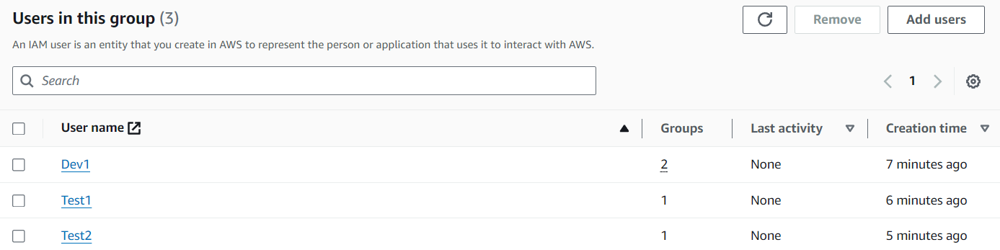 Users in this group (3)
Remove
Add users
An IAM user is an entity that you create in AWS to represent the person or application that uses it to interact with AWS.
Search
1
User name Groups Last activity Creation time
Dev1 2 None 7 minutes ago
Test1 1 None 6 minutes ago
Test2 1 None 5 minutes ago